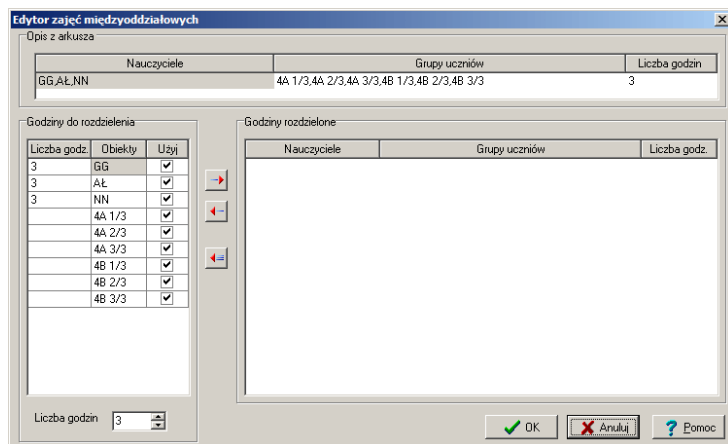 Edytor zajęć międzyoddziałowych
Opis z arkusza
Nauczyciele Grupy uczniów Liczba godzin
GG,AŁ,NN 4A 1/3,4A 2/3,4A 3/3,4B 1/3,4B 2/3,4B 3/3 3
Godziny do rozdzielenia
Liczba godz. Obiekty Użyj
3 GG
3 AŁ
3 NN
4A 1/3
4A 2/3
4A 3/3
4B 1/3
4B 2/3
4B 3/3
Liczba godzin 3
Godziny rozdzielone
Nauczyciele Grupy uczniów Liczba godz.
OK Anuluj Pomoc